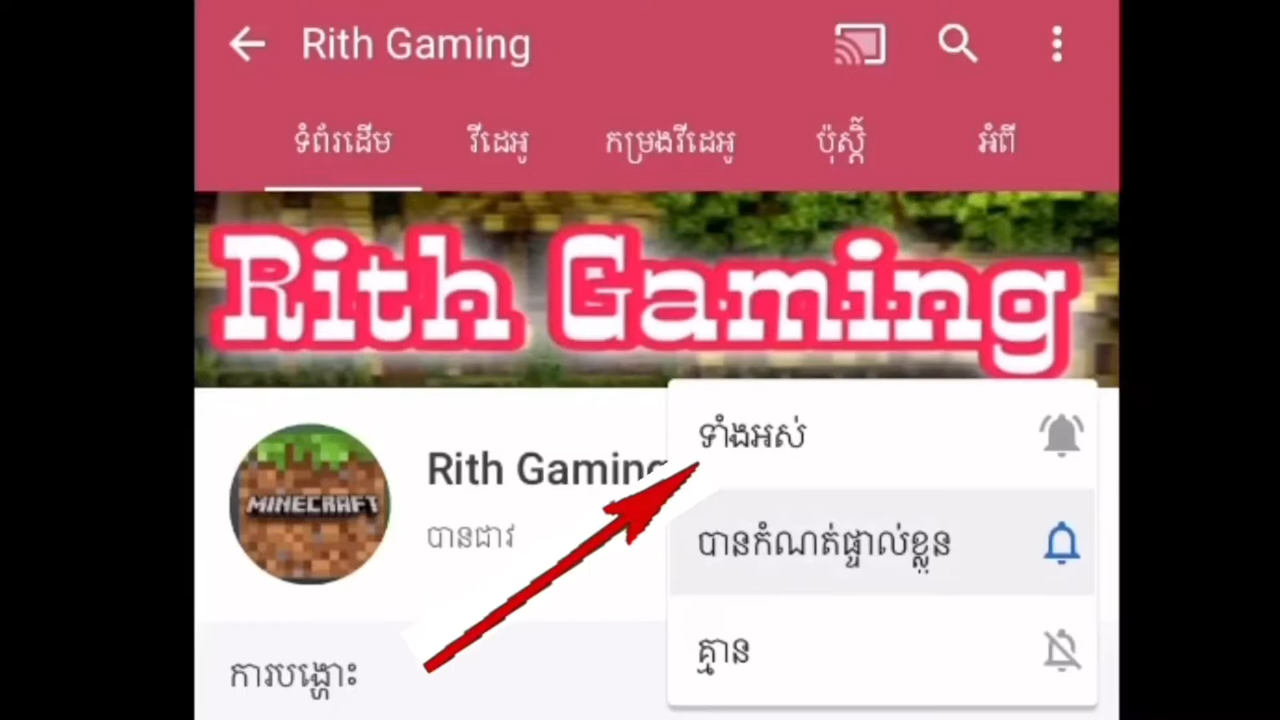 Rith Gaming
ទំព័រដើម វីដេអូ កម្រងវីដេអូ ប៉ុស្តិ៍ អំពី
Rith Gaming
MINECRAFT
Rith Gaming
បានជាវ
ទាំងអស់
បានកំណត់ផ្ទាល់ខ្លួន
គ្មាន
ការបង្ហោះ